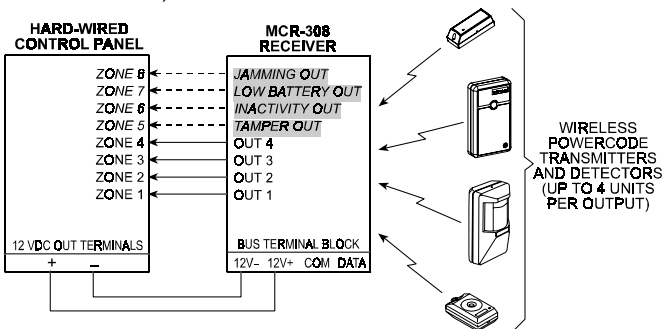 HARD-WIRED
CONTROL PANEL
ZONE 8
ZONE 7
ZONE 6
ZONE 5
ZONE 4
ZONE 3
ZONE 2
ZONE 1
12 VDC OUT TERMINALS
+ –
MCR-308
RECEIVER
JAMMING OUT
LOW BATTERY OUT
INACTIVITY OUT
TAMPER OUT
OUT 4
OUT 3
OUT 2
OUT 1
BUS TERMINAL BLOCK
12V– 12V+ COM DATA
WIRELESS
POWERCODE
TRANSMITTERS
AND DETECTORS
(UP TO 4 UNITS
PER OUTPUT)